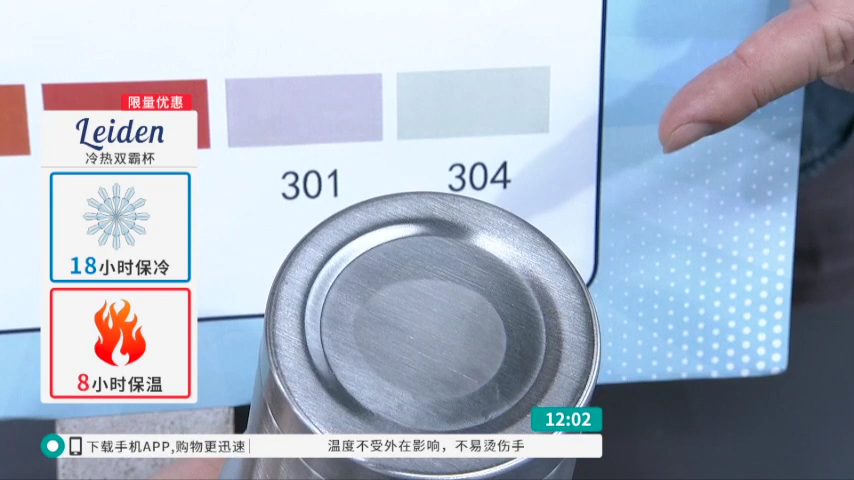 301
304
限量优惠
Leiden
冷热双霸杯
18小时保冷
8小时保温
12:02
下载手机APP,购物更迅速
温度不受外在影响，不易烫伤手